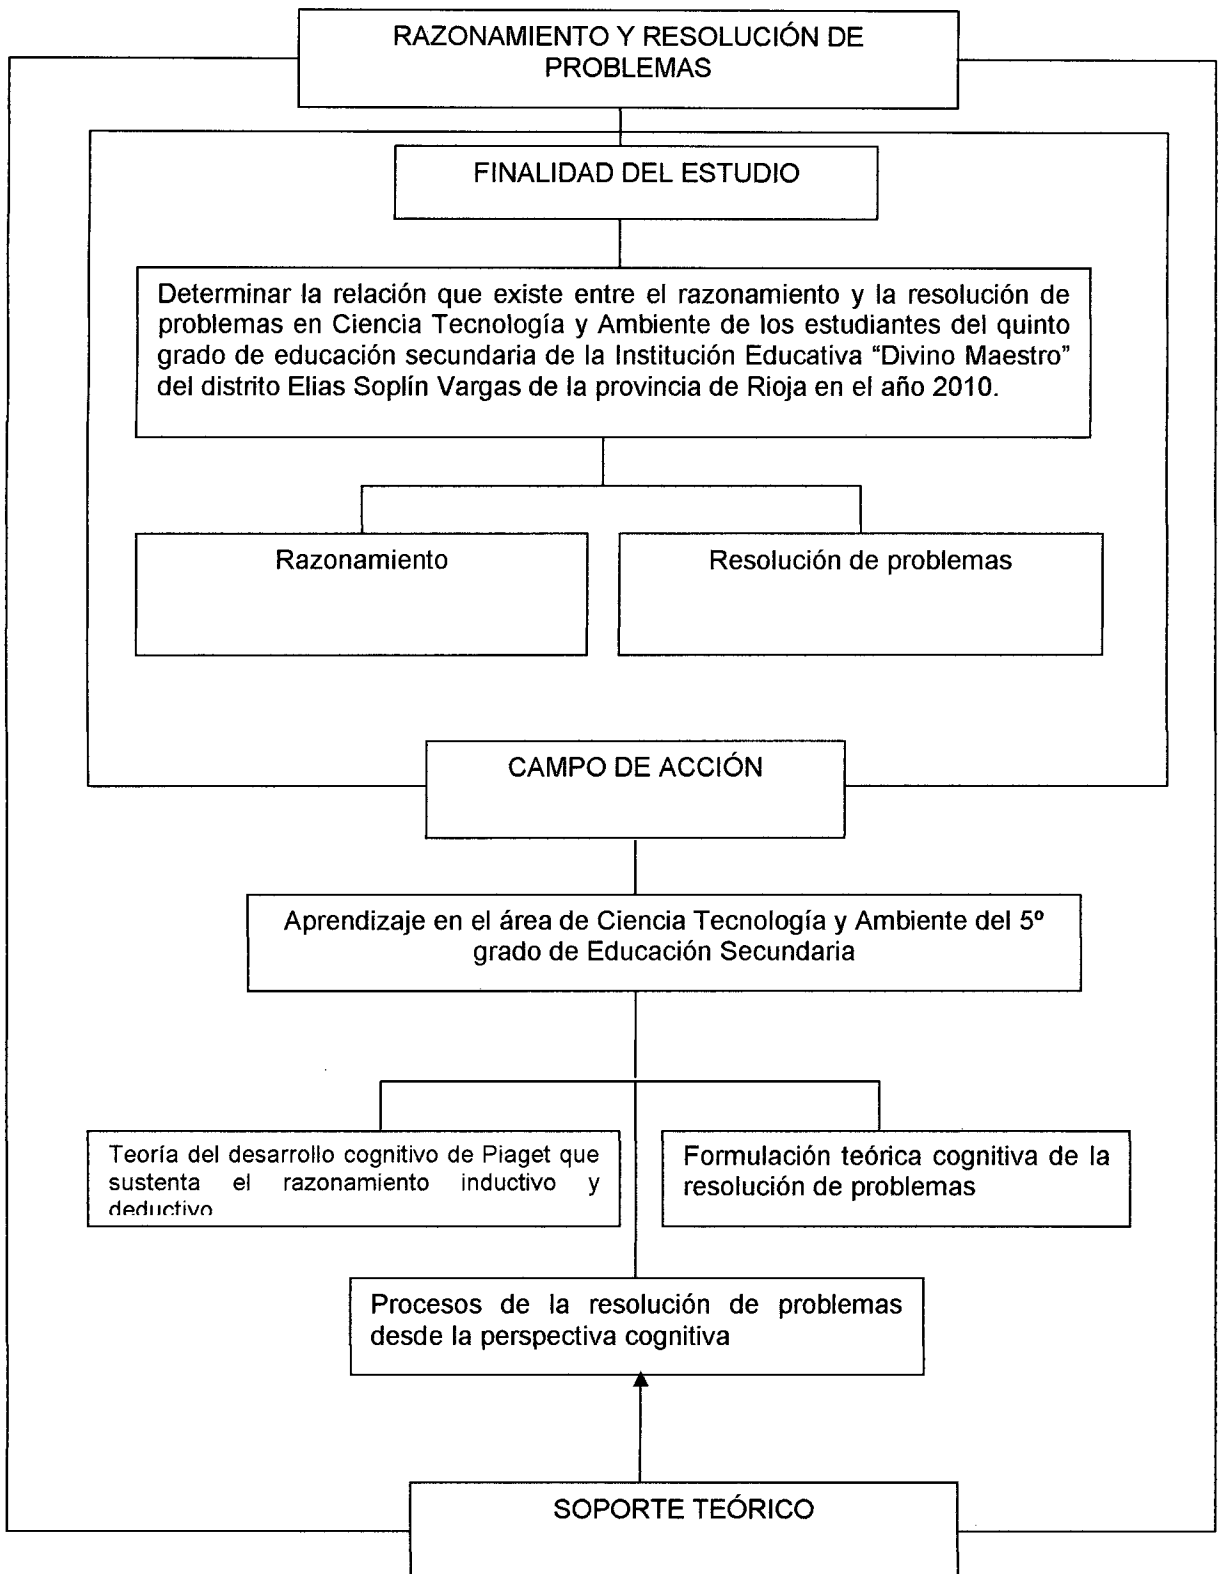 RAZONAMIENTO Y RESOLUCIÓN DE
PROBLEMAS
FINALIDAD DEL ESTUDIO
Determinar la relación que existe entre el razonamiento y la resolución de
problemas en Ciencia Tecnología y Ambiente de los estudiantes del quinto
grado de educación secundaria de la Institución Educativa “Divino Maestro”
del distrito Elias Soplín Vargas de la provincia de Rioja en el año 2010.
Razonamiento
Resolución de problemas
CAMPO DE ACCIÓN
Aprendizaje en el área de Ciencia Tecnología y Ambiente del 5º
grado de Educación Secundaria
Teoría del desarrollo cognitivo de Piaget que
sustenta el razonamiento inductivo y
deductivo
Formulación teórica cognitiva de la
resolución de problemas
Procesos de la resolución de problemas
desde la perspectiva cognitiva
SOPORTE TEÓRICO